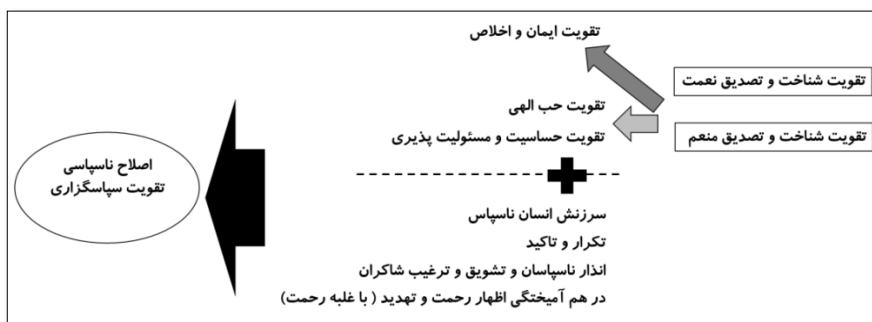 تقویت ایمان و اخلاص
تقویت شناخت و تصدیق نعمت
تقویت حب الهی
تقویت حساسیت و مسئولیت پذیری
تقویت شناخت و تصدیق منعم
اصلاح ناسپاسی
تقویت سپاسگزاری
سرزنش انسان ناسپاس
تکرار و تاکید
انذار ناسپاسان و تشویق و ترغیب شاکران
در هم آمیختگی اظهار رحمت و تهدید ( با غلبه رحمت)